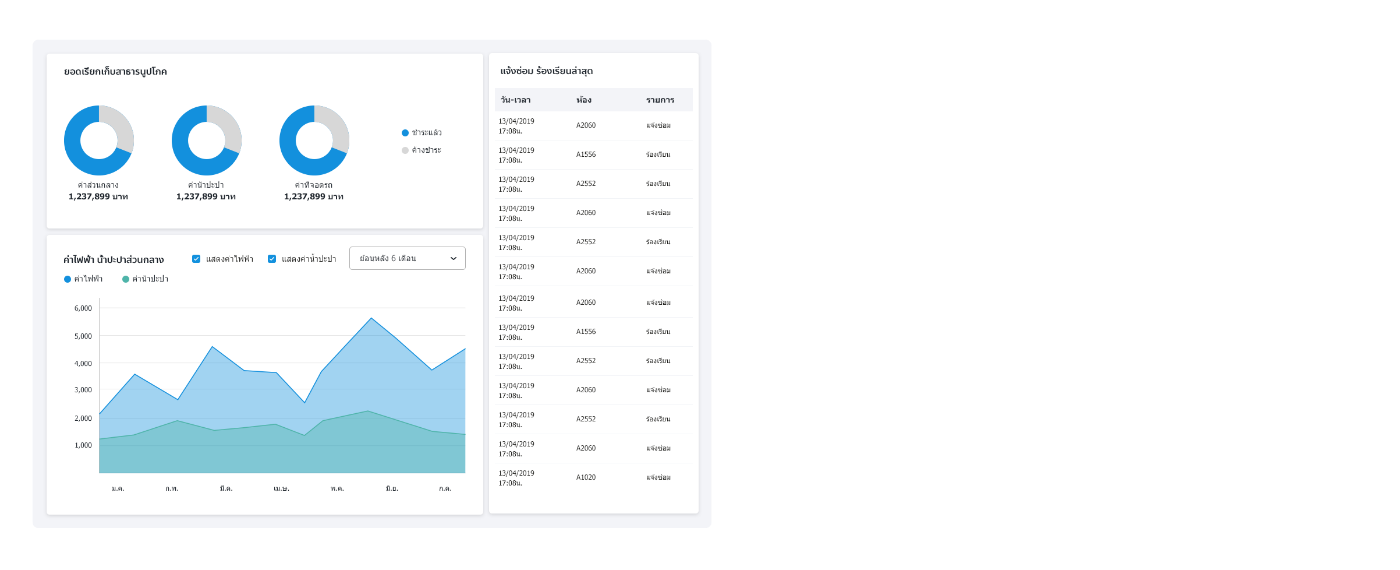 ยอดเรียกเก็บสาธารณูปโภค
ชำระแล้ว
ค้างชำระ
ค่าส่วนกลาง
1,237,899 บาท
ค่าน้ำปะปา
1,237,899 บาท
ค่าที่จอดรถ
1,237,899 บาท
ค่าไฟฟ้า น้ำปะปาส่วนกลาง
แสดงค่าไฟฟ้า
แสดงค่าน้ำปะปา
ย้อนหลัง 6 เดือน
ค่าไฟฟ้า
ค่าน้ำปะปา
6,000
5,000
4,000
3,000
2,000
1,000
ม.ค. ก.พ. มี.ค. เม.ษ. พ.ค. มิ.ย. ก.ค.
แจ้งซ่อม ร้องเรียนล่าสุด
วัน-เวลา ห้อง รายการ
13/04/2019
17:08น. A2060 แจ้งซ่อม
13/04/2019
17:08น. A1556 ร้องเรียน
13/04/2019
17:08น. A2552 ร้องเรียน
13/04/2019
17:08น. A2060 แจ้งซ่อม
13/04/2019
17:08น. A2552 ร้องเรียน
13/04/2019
17:08น. A2060 แจ้งซ่อม
13/04/2019
17:08น. A2060 แจ้งซ่อม
13/04/2019
17:08น. A1556 ร้องเรียน
13/04/2019
17:08น. A2552 ร้องเรียน
13/04/2019
17:08น. A2060 แจ้งซ่อม
13/04/2019
17:08น. A2552 ร้องเรียน
13/04/2019
17:08น. A2060 แจ้งซ่อม
13/04/2019
17:08น. A1020 แจ้งซ่อม